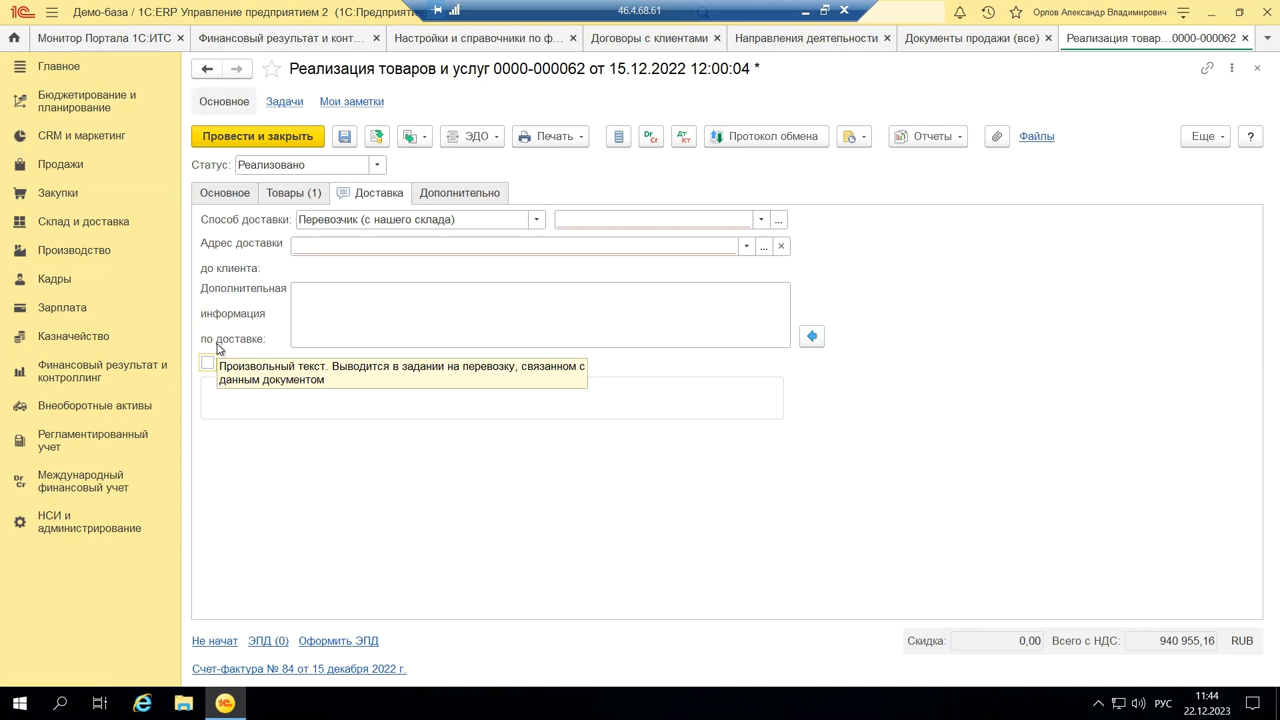 Демо-база / 1C:ERP Управление предприятием 2 (1С:Предприяти
46.4.68.61
Орлов Александр Владимирович
Монитор Портала 1С:ИТС
Финансовый результат и конт...
Настройки и справочники по ф...
Договоры с клиентами
Направления деятельности
Документы продажи (все)
Реализация товар...0000-000062
Главное
Бюджетирование и
планирование
CRM и маркетинг
Продажи
Закупки
Склад и доставка
Производство
Кадры
Зарплата
Казначейство
Финансовый результат и
контроллинг
Внеоборотные активы
Регламентированный
учет
Международный
финансовый учет
НСИ и
администрирование
Реализация товаров и услуг 0000-000062 от 15.12.2022 12:00:04 *
Основное
Задачи
Мои заметки
Провести и закрыть
ЭДО
Печать
Dr
Cr
Дт
Кт
Протокол обмена
Отчеты
Файлы
Еще
?
Статус: Реализовано
Основное
Товары (1)
Доставка
Дополнительно
Способ доставки: Перевозчик (с нашего склада)
Адрес доставки
до клиента:
Дополнительная
информация
по доставке:
Произвольный текст. Выводится в задании на перевозку, связанном с
данным документом
Не начат
ЭПД (0)
Оформить ЭПД
Скидка: 0,00
Всего с НДС: 940 955,16 RUB
Счет-фактура № 84 от 15 декабря 2022 г.
РУС
11:44
22.12.2023